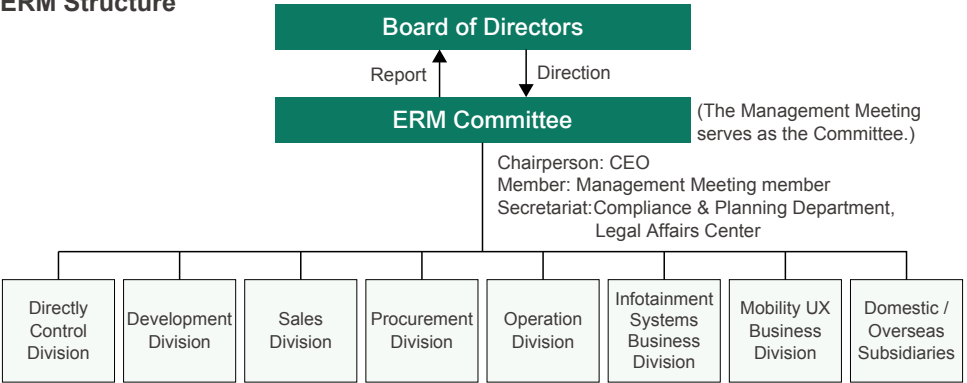 ERM Structure
Board of Directors
Report
Direction
ERM Committee
(The Management Meeting
serves as the Committee.)
Chairperson: CEO
Member: Management Meeting member
Secretariat:Compliance & Planning Department,
Legal Affairs Center
Directly
Control
Division
Development
Division
Sales
Division
Procurement
Division
Operation
Division
Infotainment
Systems
Business
Division
Mobility UX
Business
Division
Domestic /
Overseas
Subsidiaries